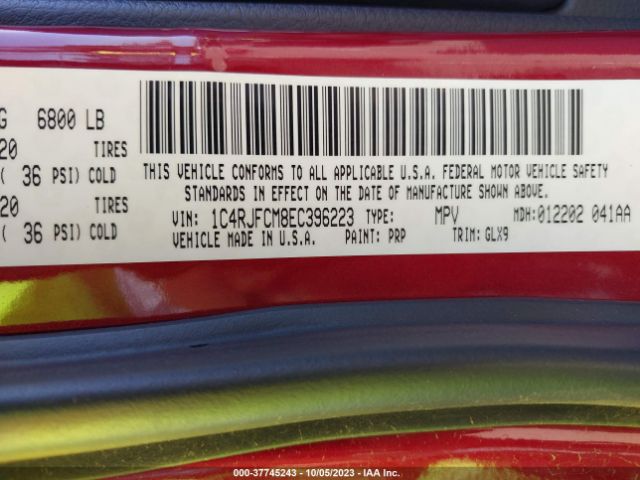 G 6800 LB
20 TIRES
( 36 PSI) COLD
20 TIRES
( 36 PSI) COLD
THIS VEHICLE CONFORMS TO ALL APPLICABLE U.S.A. FEDERAL MOTOR VEHICLE SAFETY
STANDARDS IN EFFECT ON THE DATE OF MANUFACTURE SHOWN ABOVE.
VIN: 1C4RJFCM8EC396223 TYPE: MPV MDH:012202 041AA
VEHICLE MADE IN U.S.A. PAINT: PRP TRIM: GLX9
000-37745243 - 10/05/2023 - IAA Inc.